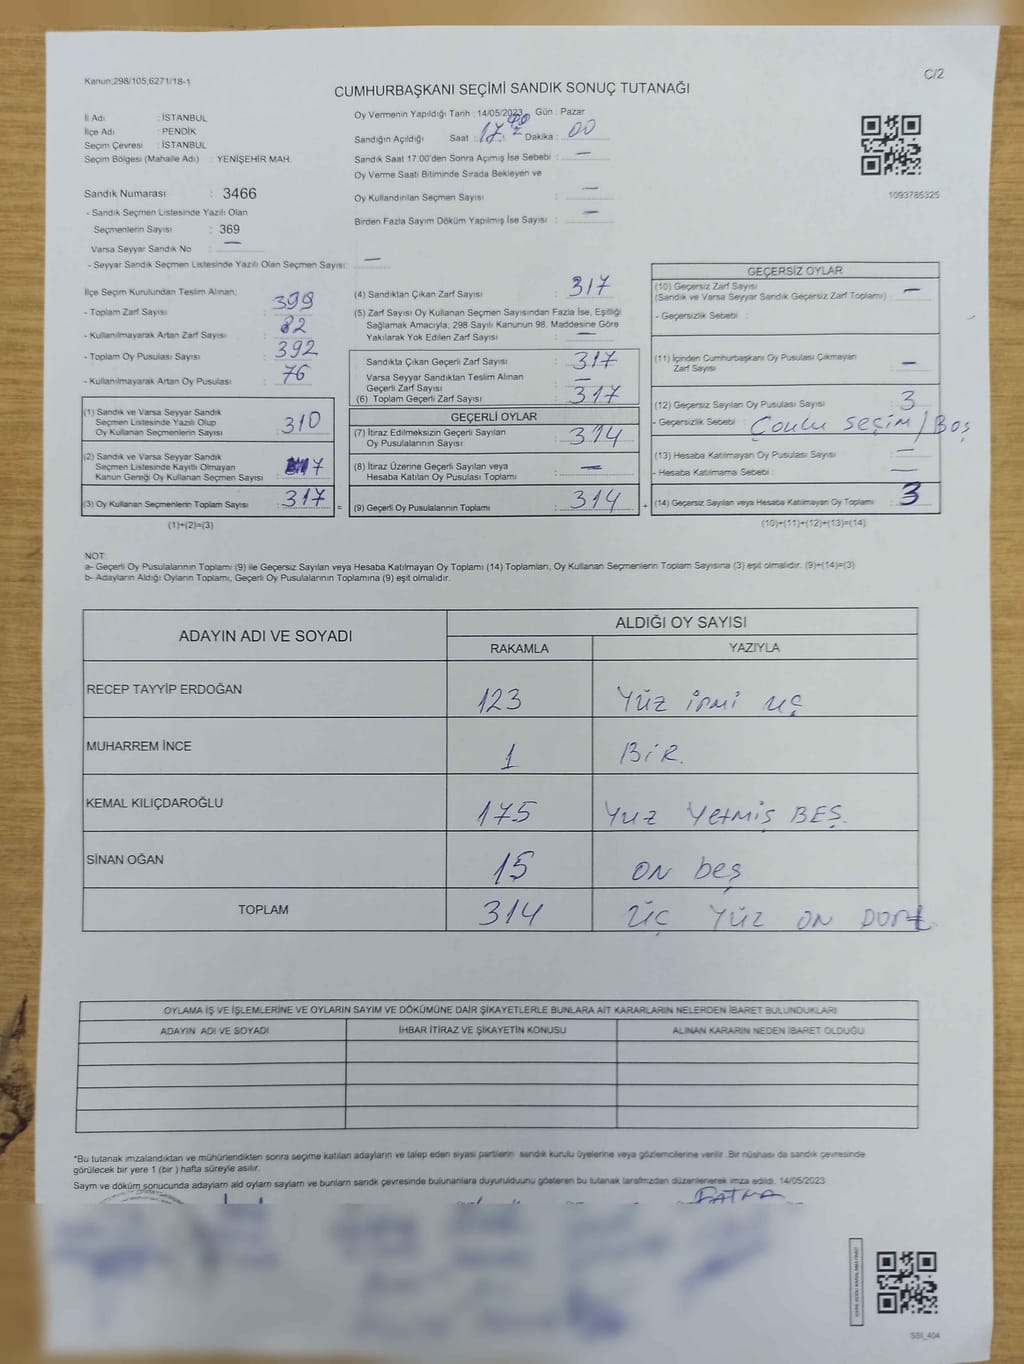 Kanun;298/105;6271/18-1
C/2
CUMHURBAŞKANI SEÇİMİ SANDIK SONUÇ TUTANAĞI
İl Adı : İSTANBUL
İlçe Adı : PENDİK
Seçim Çevresi : İSTANBUL
Seçim Bölgesi (Mahalle Adı) : YENİŞEHİR MAH.
Sandık Numarası : 3466
- Sandık Seçmen Listesinde Yazılı Olan
Seçmenlerin Sayısı : 369
Varsa Seyyar Sandık No : —
- Seyyar Sandık Seçmen Listesinde Yazılı Olan Seçmen Sayısı: —
Oy Vermenin Yapıldığı Tarih : 14/05/2023 Gün : Pazar
Sandığın Açıldığı Saat : 17 Dakika : 00
Sandık Saat 17:00'den Sonra Açımış İse Sebebi : —
Oy Verme Saati Bitiminde Sırada Bekleyen ve
Oy Kullandırılan Seçmen Sayısı : —
Birden Fazla Sayım Döküm Yapılmış İse Sayısı : —
1093785325
İlçe Seçim Kurulundan Teslim Alınan;
- Toplam Zarf Sayısı : 399
- Kullanılmayarak Artan Zarf Sayısı : 82
- Toplam Oy Pusulası Sayısı : 392
- Kullanılmayarak Artan Oy Pusulası : 76
(1) Sandık ve Varsa Seyyar Sandık
Seçmen Listesinde Yazılı Olup
Oy Kullanan Seçmenlerin Sayısı : 310
(2) Sandık ve Varsa Seyyar Sandık
Seçmen Listesinde Kayıtlı Olmayan
Kanun Gereği Oy Kullanan Seçmen Sayısı : 7
(3) Oy Kullanan Seçmenlerin Toplam Sayısı : 317
(1)+(2)=(3)
(4) Sandıktan Çıkan Zarf Sayısı : 317
(5) Zarf Sayısı Oy Kullanan Seçmen Sayısından Fazla İse, Eşitliği
Sağlamak Amacıyla; 298 Sayılı Kanunun 98. Maddesine Göre
Yakılarak Yok Edilen Zarf Sayısı : —
Sandıkta Çıkan Geçerli Zarf Sayısı : 317
Varsa Seyyar Sandıktan Teslim Alınan
Geçerli Zarf Sayısı : —
(6) Toplam Geçerli Zarf Sayısı : 317
GEÇERLİ OYLAR
(7) İtiraz Edilmeksizin Geçerli Sayılan
Oy Pusulalarının Sayısı : 314
(8) İtiraz Üzerine Geçerli Sayılan veya
Hesaba Katılan Oy Pusulası Toplamı : —
= (9) Geçerli Oy Pusulalarının Toplamı : 314 +
GEÇERSİZ OYLAR
(10) Geçersiz Zarf Sayısı
(Sandık ve Varsa Seyyar Sandık Geçersiz Zarf Toplamı) : —
- Geçersizlik Sebebi :
(11) İçinden Cumhurbaşkanı Oy Pusulası Çıkmayan
Zarf Sayısı : —
(12) Geçersiz Sayılan Oy Pusulası Sayısı : 3
- Geçersizlik Sebebi : Çoklu seçim/Boş
(13) Hesaba Katılmayan Oy Pusulası Sayısı : —
- Hesaba Katılmama Sebebi : —
(14) Geçersiz Sayılan veya Hesaba Katılmayan Oy Toplamı : 3
(10)+(11)+(12)+(13)=(14)
NOT:
a- Geçerli Oy Pusulalarının Toplamı (9) ile Geçersiz Sayılan veya Hesaba Katılmayan Oy Toplamı (14) Toplamları, Oy Kullanan Seçmenlerin Toplam Sayısına (3) eşit olmalıdır. (9)+(14)=(3)
b- Adayların Aldığı Oyların Toplamı, Geçerli Oy Pusulalarının Toplamına (9) eşit olmalıdır.
ADAYIN ADI VE SOYADI ALDIĞI OY SAYISI
RAKAMLA YAZIYLA
RECEP TAYYİP ERDOĞAN 123 Yüz irmi üç
MUHARREM İNCE 1 BİR.
KEMAL KILIÇDAROĞLU 175 Yuz Yetmiş BEŞ.
SİNAN OĞAN 15 ON beş
TOPLAM 314 üç YÜZ ON DORt.
OYLAMA İŞ VE İŞLEMLERİNE VE OYLARIN SAYIM VE DÖKÜMÜNE DAİR ŞİKAYETLERLE BUNLARA AİT KARARLARIN NELERDEN İBARET BULUNDUKLARI
ADAYIN ADI VE SOYADI İHBAR İTİRAZ VE ŞİKAYETİN KONUSU ALINAN KARARIN NEDEN İBARET OLDUĞU
*Bu tutanak imzalandıktan ve mühürlendikten sonra seçime katılan adayların ve talep eden siyasi partilerin sandık kurulu üyelerine veya gözlemcilerine verilir. Bir nüshası da sandık çevresinde
görülecek bir yere 1 (bir ) hafta süreyle asılır.
Sayım ve döküm sonucunda adayların aldı oyların sayıların ve bunların sandık çevresinde bulunanlara duyurulduunu gösteren bu tutanak tarafımızdan düzenlenerek imza edildi. 14/05/2023
FATMA
SSI_404